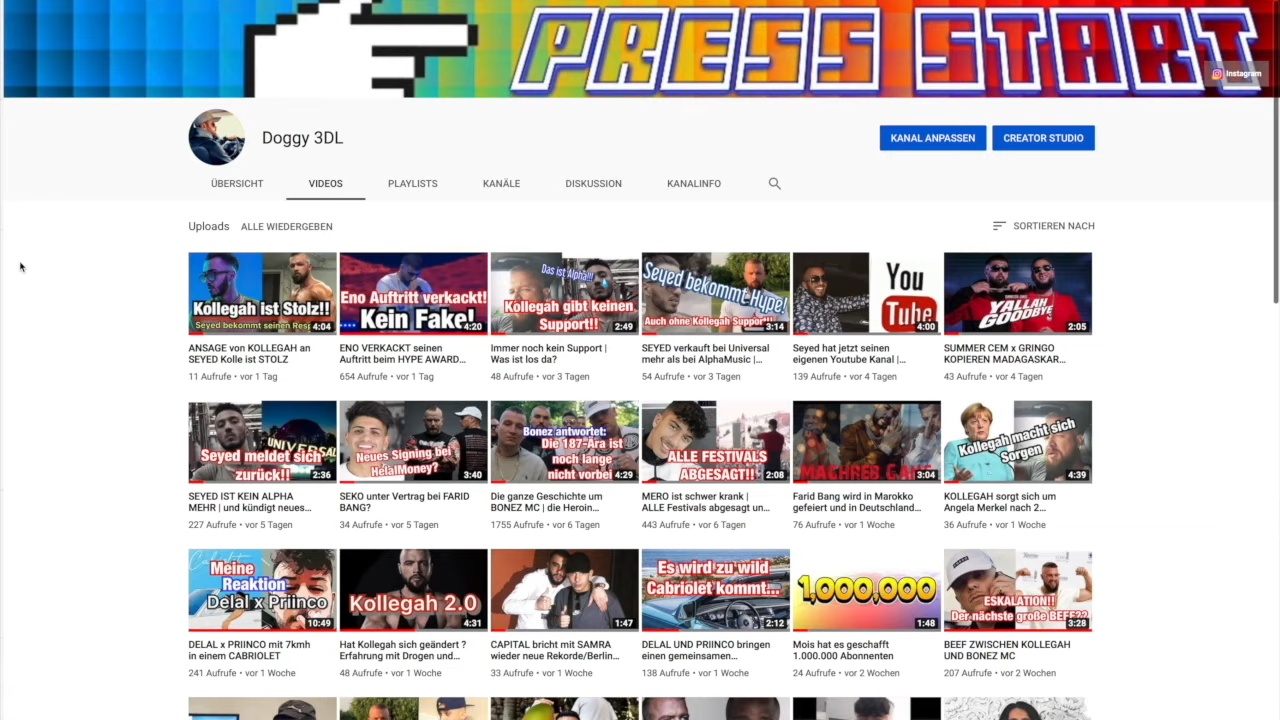 PRESS START
Instagram
Doggy 3DL
KANAL ANPASSEN
CREATOR STUDIO
ÜBERSICHT
VIDEOS
PLAYLISTS
KANÄLE
DISKUSSION
KANALINFO
Uploads
ALLE WIEDERGEBEN
SORTIEREN NACH
Kollegah ist Stolz!!
Seyed bekommt seinen
4:04
Eno Auftritt verkackt!
.... Kein Fake!
4:20
Das ist Alpha!!!
Kollegah gibt keinen
Support!!
2:49
Seyed bekommt Hype!
Auch ohne Kollegah Support!!
3:14
You
Tube
4:00
YALLAH
GOODBYE
2:05
ANSAGE von KOLLEGAH an
SEYED Kolle ist STOLZ
11 Aufrufe • vor 1 Tag
ENO VERKACKT seinen
Auftritt beim HYPE AWARD...
654 Aufrufe • vor 1 Tag
Immer noch kein Support |
Was ist los da?
48 Aufrufe • vor 3 Tagen
SEYED verkauft bei Universal
mehr als bei AlphaMusic |...
54 Aufrufe • vor 3 Tagen
Seyed hat jetzt seinen
eigenen Youtube Kanal |...
139 Aufrufe • vor 4 Tagen
SUMMER CEM x GRINGO
KOPIEREN MADAGASKAR...
43 Aufrufe • vor 4 Tagen
UNIVERSAL
Seyed meldet sich
zurück!!
2:36
Neues Signing bei
HelalMoney?
3:40
Bonez antwortet:
Die 187-Ära ist
noch lange
nicht vorbei
4:29
ALLE FESTIVALS
ABGESAGT!!
2:08
MAGHREB GANG
3:04
Kollegah macht sich
Sorgen
4:39
SEYED IST KEIN ALPHA
MEHR | und kündigt neues...
227 Aufrufe • vor 5 Tagen
SEKO unter Vertrag bei FARID
BANG?
34 Aufrufe • vor 5 Tagen
Die ganze Geschichte um
BONEZ MC | die Heroin...
1755 Aufrufe • vor 6 Tagen
MERO ist schwer krank |
ALLE Festivals abgesagt un...
443 Aufrufe • vor 6 Tagen
Farid Bang wird in Marokko
gefeiert und in Deutschland...
76 Aufrufe • vor 1 Woche
KOLLEGAH sorgt sich um
Angela Merkel nach 2...
36 Aufrufe • vor 1 Woche
Meine
Reaktion
Delal x Priinco
10:49
Kollegah 2.0
4:31
1:47
Es wird zu wild
Cabriolet kommt...
2:12
1,000,000
1:48
ESKALATION!!
Der nächste große BEEF??
3:28
DELAL x PRIINCO mit 7kmh
in einem CABRIOLET
241 Aufrufe • vor 1 Woche
Hat Kollegah sich geändert ?
Erfahrung mit Drogen und...
48 Aufrufe • vor 1 Woche
CAPITAL bricht mit SAMRA
wieder neue Rekorde/Berlin...
33 Aufrufe • vor 1 Woche
DELAL UND PRIINCO bringen
einen gemeinsamen...
138 Aufrufe • vor 1 Woche
Mois hat es geschafft
1.000.000 Abonnenten
24 Aufrufe • vor 2 Wochen
BEEF ZWISCHEN KOLLEGAH
UND BONEZ MC
207 Aufrufe • vor 2 Wochen